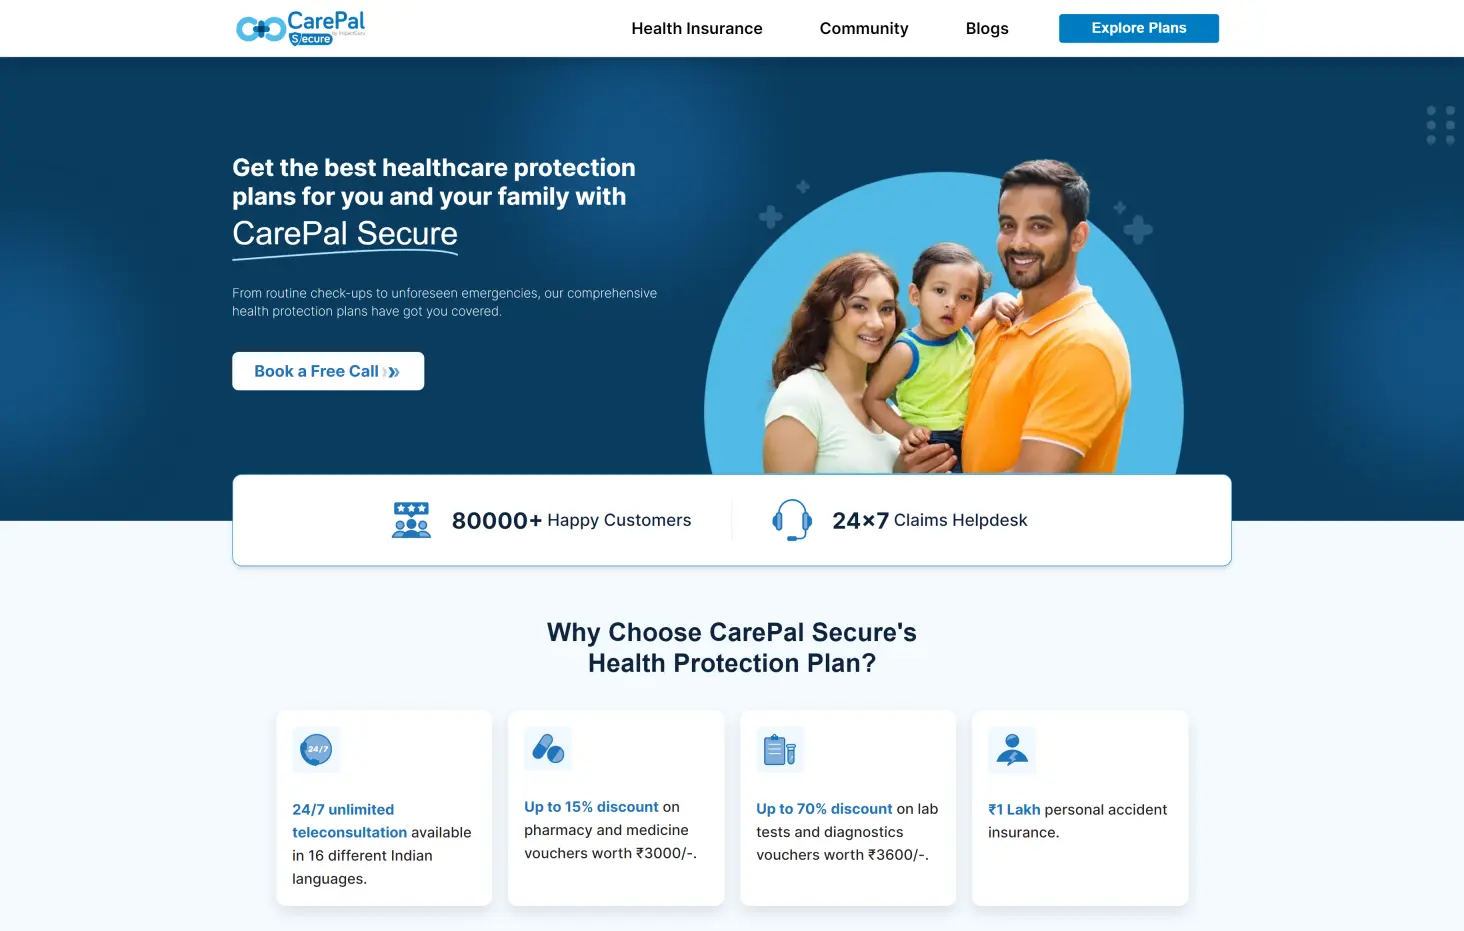 CarePal
Secure
by ImpactGuru
Health Insurance
Community
Blogs
Explore Plans
Get the best healthcare protection
plans for you and your family with
CarePal Secure
From routine check-ups to unforeseen emergencies, our comprehensive
health protection plans have got you covered.
Book a Free Call
80000+ Happy Customers
24×7 Claims Helpdesk
Why Choose CarePal Secure's
Health Protection Plan?
24/7
24/7 unlimited
teleconsultation available
in 16 different Indian
languages.
Up to 15% discount on
pharmacy and medicine
vouchers worth ₹3000/-.
Up to 70% discount on lab
tests and diagnostics
vouchers worth ₹3600/-.
₹1 Lakh personal accident
insurance.